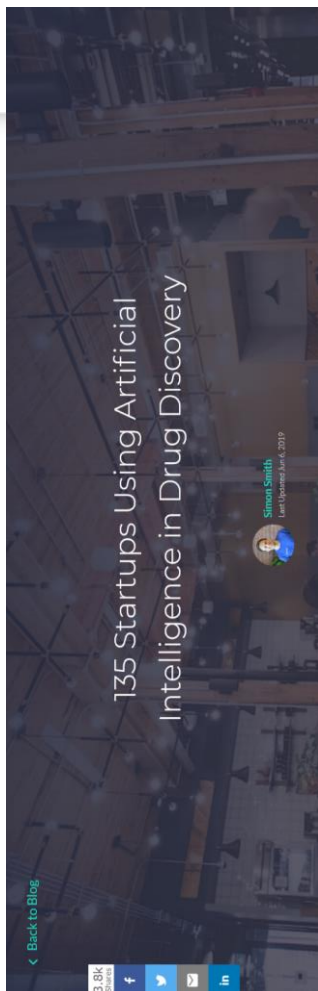 < Back to Blog
135 Startups Using Artificial
Intelligence in Drug Discovery
Simon Smith
Last Updated Jun 6, 2019
3.8k
Shares
f
in